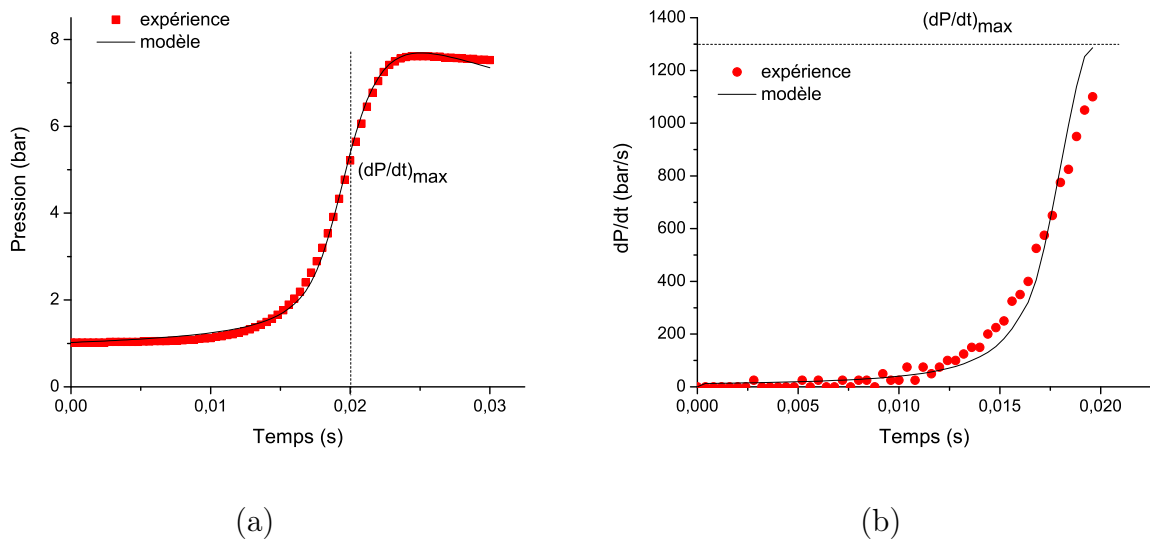 expérience
modèle
8
6
4
2
0
Pression (bar)
(dP/dt)max
0,00
0,01
0,02
0,03
Temps (s)
(a)
1400
1200
1000
800
600
400
200
0
dP/dt (bar/s)
(dP/dt)max
expérience
modèle
0,000
0,005
0,010
0,015
0,020
Temps (s)
(b)